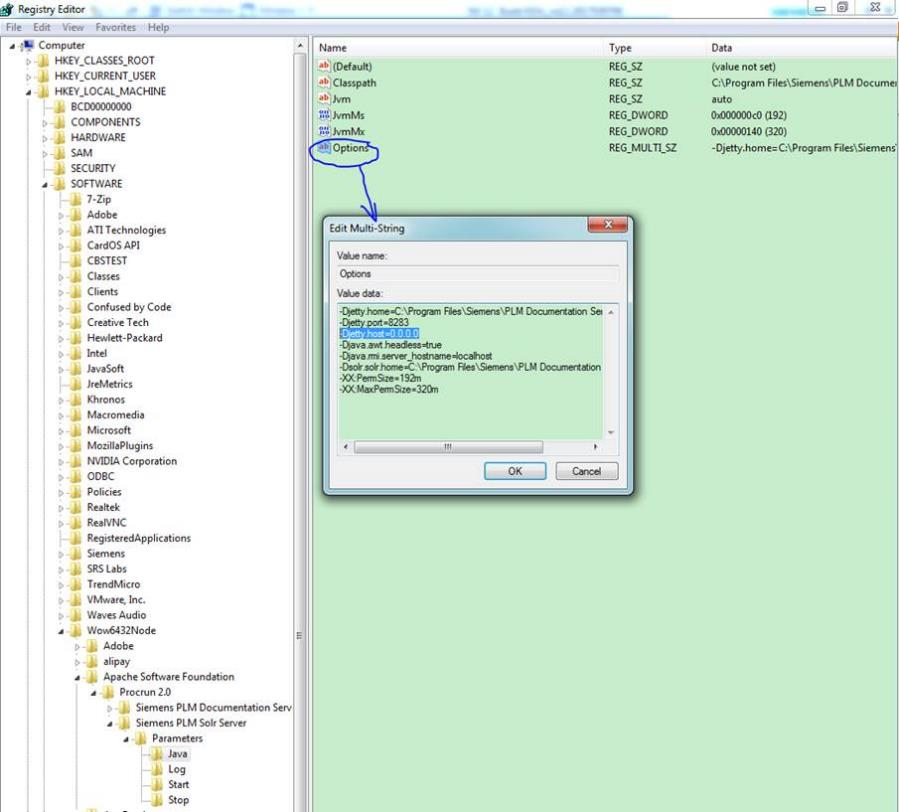 Registry Editor
File Edit View Favorites Help
Computer
HKEY_CLASSES_ROOT
HKEY_CURRENT_USER
HKEY_LOCAL_MACHINE
BCD00000000
COMPONENTS
HARDWARE
SAM
SECURITY
SOFTWARE
7-Zip
Adobe
ATI Technologies
CardOS API
CBSTEST
Classes
Clients
Confused by Code
Creative Tech
Hewlett-Packard
Intel
JavaSoft
JreMetrics
Khronos
Macromedia
Microsoft
MozillaPlugins
NVIDIA Corporation
ODBC
Policies
Realtek
RealVNC
RegisteredApplications
Siemens
SRS Labs
TrendMicro
VMware, Inc.
Waves Audio
Wow6432Node
Adobe
alipay
Apache Software Foundation
Procrun 2.0
Siemens PLM Documentation Serv
Siemens PLM Solr Server
Parameters
Java
Log
Start
Stop
Name Type Data
(Default) REG_SZ (value not set)
Classpath REG_SZ C:\Program Files\Siemens\PLM Documen
Jvm REG_SZ auto
JvmMs REG_DWORD 0x000000c0 (192)
JvmMx REG_DWORD 0x00000140 (320)
Options REG_MULTI_SZ -Djetty.home=C:\Program Files\Siemens\
Edit Multi-String
Value name:
Options
Value data:
-Djetty.home=C:\Program Files\Siemens\PLM Documentation Ser
-Djetty.port=8283
-Djetty.host=0.0.0.0
-Djava.awt.headless=true
-Djava.rmi.server_hostname=localhost
-Dsolr.solr.home=C:\Program Files\Siemens\PLM Documentation
-XX:PermSize=192m
-XX:MaxPermSize=320m
OK Cancel